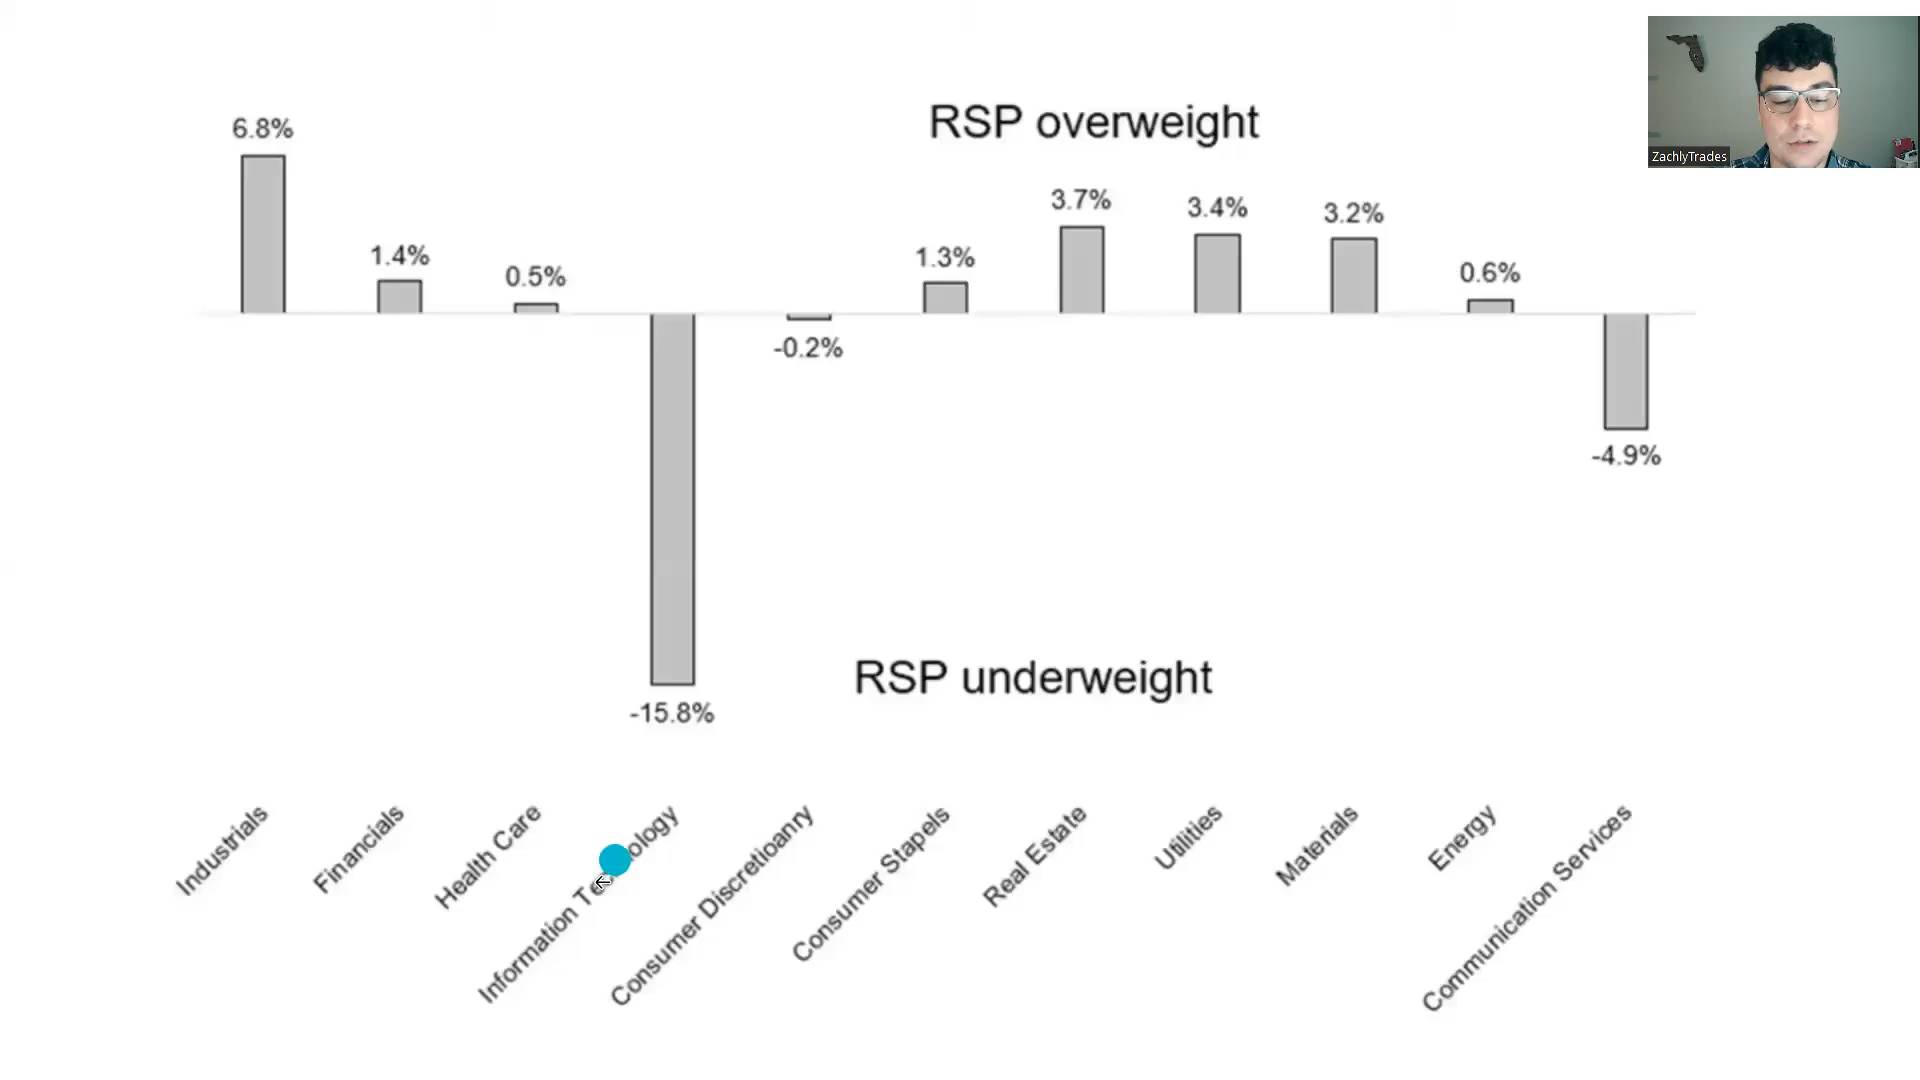 RSP overweight
6.8%
1.4%
0.5%
-15.8%
-0.2%
1.3%
3.7%
3.4%
3.2%
0.6%
-4.9%
RSP underweight
Industrials
Financials
Health Care
Information Te ology
Consumer Discretioanry
Consumer Stapels
Real Estate
Utilities
Materials
Energy
Communication Services
ZachlyTrades